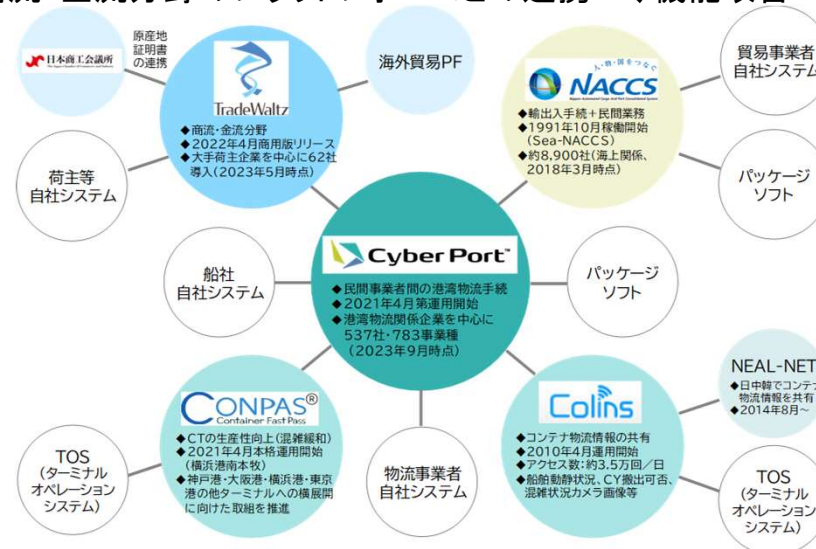 日本商工会議所
原産地
証明書
の連携
TradeWaltz
◆商流・金流分野
◆2022年4月商用版リリース
◆大手荷主企業を中心に62社
導入(2023年5月時点)
海外貿易PF
人・物・国をつなぐ
NACCS
◆輸出入手続+民間業務
◆1991年10月稼働開始
(Sea-NACCS)
◆約8,900社(海上関係、
2018年3月時点)
貿易事業者
自社システム
荷主等
自社システム
パッケージ
ソフト
船社
自社システム
Cyber Port™
◆民間事業者間の港湾物流手続
◆2021年4月第運用開始
◆港湾物流関係企業を中心に
537社・783事業種
(2023年9月時点)
パッケージ
ソフト
CONPAS®
Container Fast Pass
◆CTの生産性向上(混雑緩和)
◆2021年4月本格運用開始
(横浜港南本牧)
◆神戸港・大阪港・横浜港・東京
港の他ターミナルへの横展開
に向けた取組を推進
Colins
◆コンテナ物流情報の共有
◆2010年4月運用開始
◆アクセス数:約3.5万回/日
◆船舶動静状況、CY搬出可否、
混雑状況カメラ画像等
NEAL-NET
◆日中韓でコンテナ
物流情報を共有
◆2014年8月~
TOS
(ターミナル
オペレーション
システム)
物流事業者
自社システム
TOS
(ターミナル
オペレーション
システム)